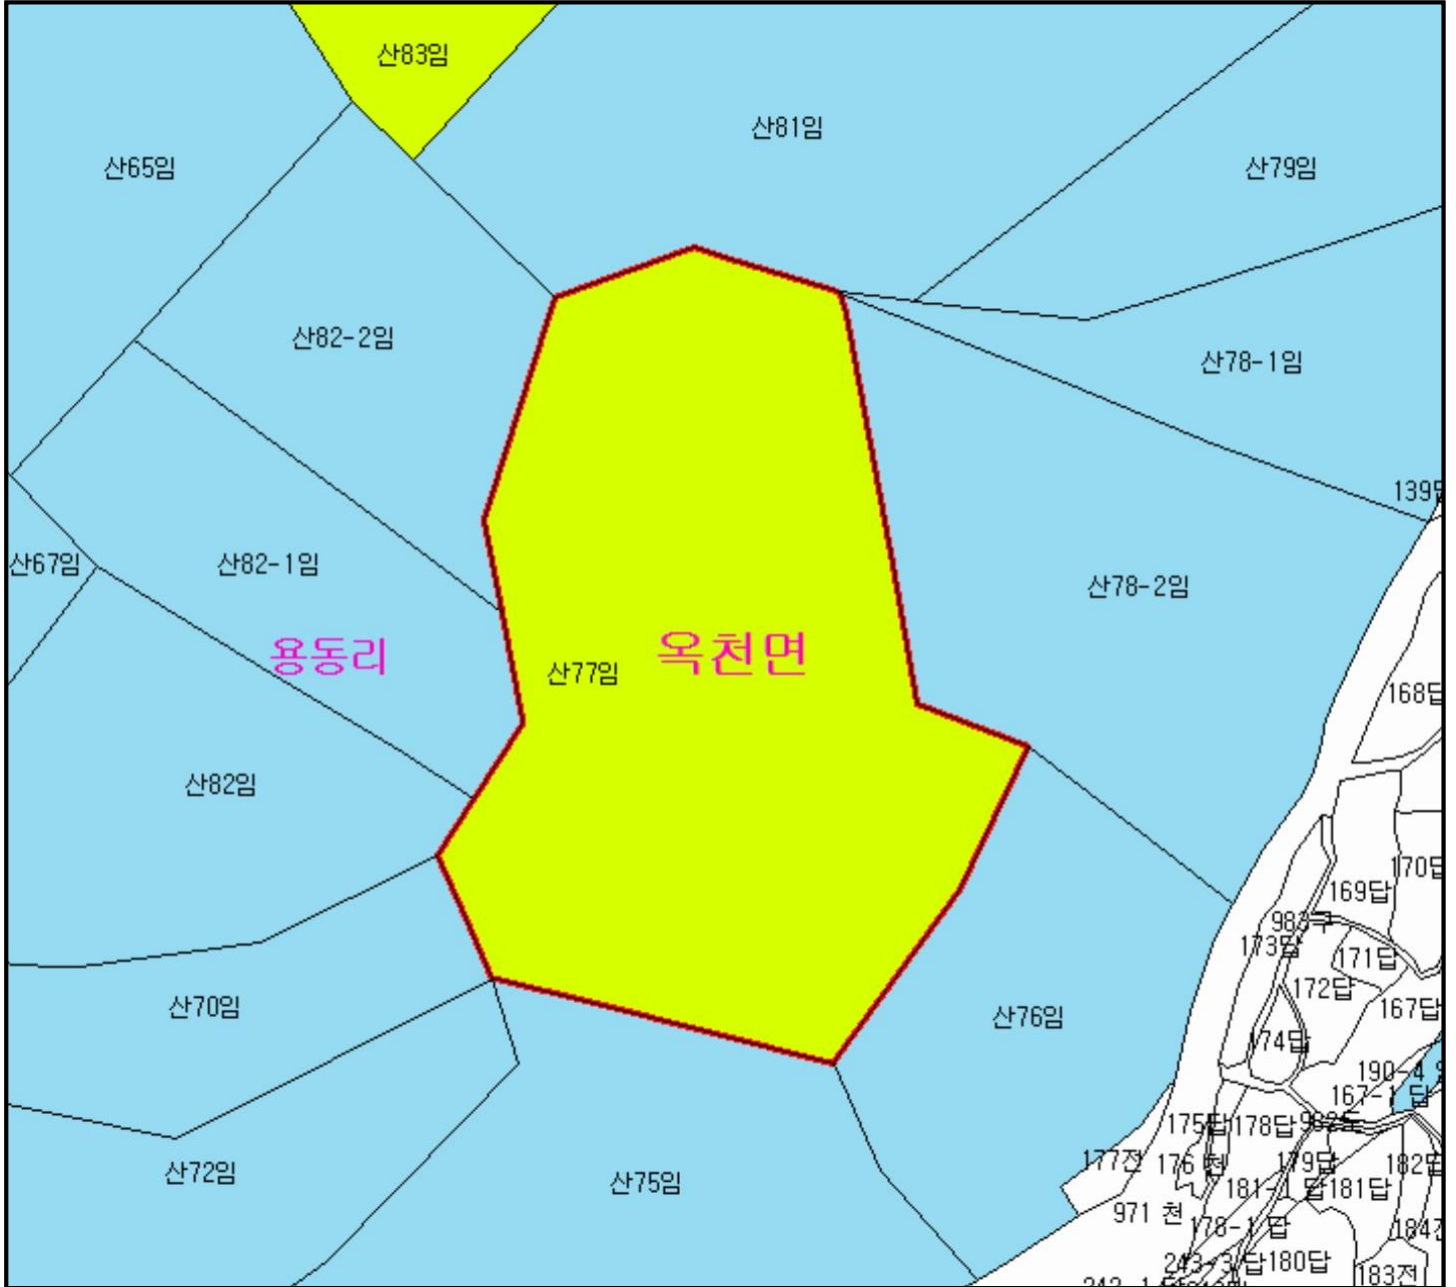 산83임
산81임
산65임
산79임
산82-2임
산78-1임
산67임
산82-1임
산78-2임
용동리
산77임
옥천면
168답
산82임
170답
169답
983구
173답
171답
172답
산70임
167답
산76임
174답
190-4
167-1 답
175답
178답
177전
176 천
179답
182답
산72임
산75임
181-1 답
181답
971 천
178-1 답
243-3 답
180답
183전